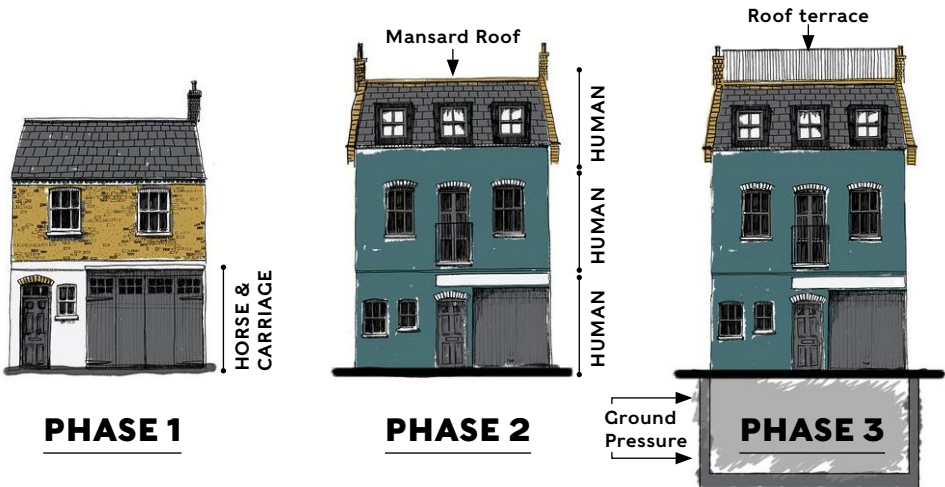 Mansard Roof
Roof terrace
HORSE &
CARRIAGE
HUMAN
HUMAN
HUMAN
Ground
Pressure
PHASE 1
PHASE 2
PHASE 3